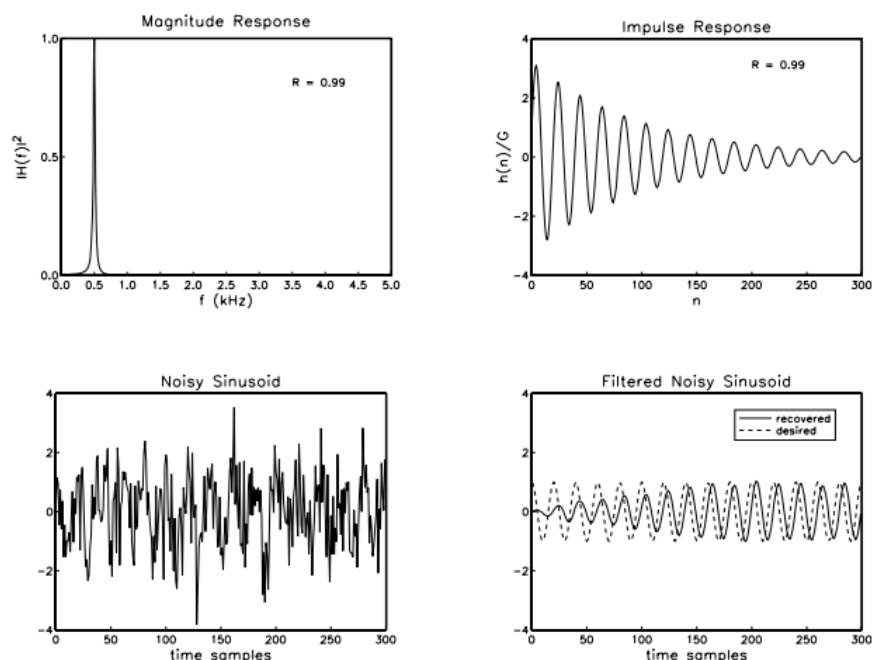 Magnitude Response
1.0
0.5
0.0
|H(f)|²
R = 0.99
0.0 0.5 1.0 1.5 2.0 2.5 3.0 3.5 4.0 4.5 5.0
f (kHz)
Impulse Response
4
2
0
-2
-4
h(n)/G
R = 0.99
0 50 100 150 200 250 300
n
Noisy Sinusoid
4
2
0
-2
-4
0 50 100 150 200 250 300
time samples
Filtered Noisy Sinusoid
4
2
0
-2
-4
recovered
desired
0 50 100 150 200 250 300
time samples